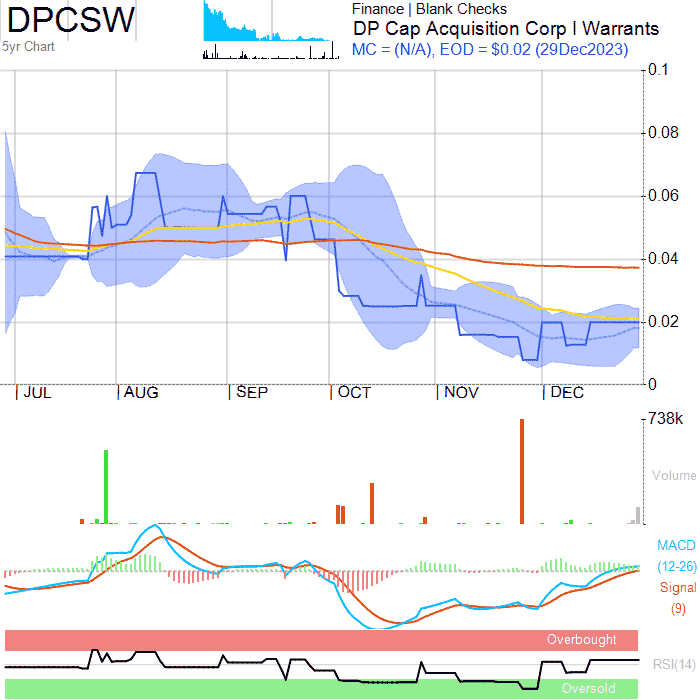 DPCSW
5yr Chart
Finance | Blank Checks
DP Cap Acquisition Corp I Warrants
MC = (N/A), EOD = $0.02 (29Dec2023)
0.1
0.08
0.06
0.04
0.02
0
JUL AUG SEP OCT NOV DEC
738k
Volume
MACD
(12-26)
Signal
(9)
Overbought
RSI(14)
Oversold